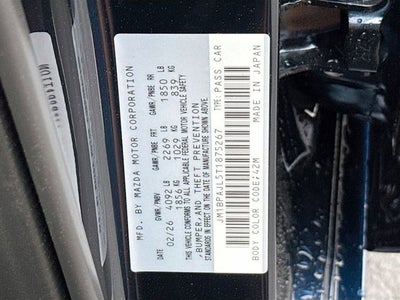 MFD. BY MAZDA MOTOR CORPORATION
GVWR/PNBV GAWR/PNBE FRT GAWR/PNBE RR
02/26 4092 LB 2269 LB 1850 LB
1856 KG 1029 KG 839 KG
THIS VEHICLE CONFORMS TO ALL APPLICABLE FEDERAL MOTOR VEHICLE SAFETY
,BUMPER,AND THEFT PREVENTION
STANDARDS IN EFFECT ON THE DATE OF MANUFACTURE SHOWN ABOVE.
JM1BPAJL5T1875267 TYPE:PASS CAR
BODY COLOR CODE:42M MADE IN JAPAN